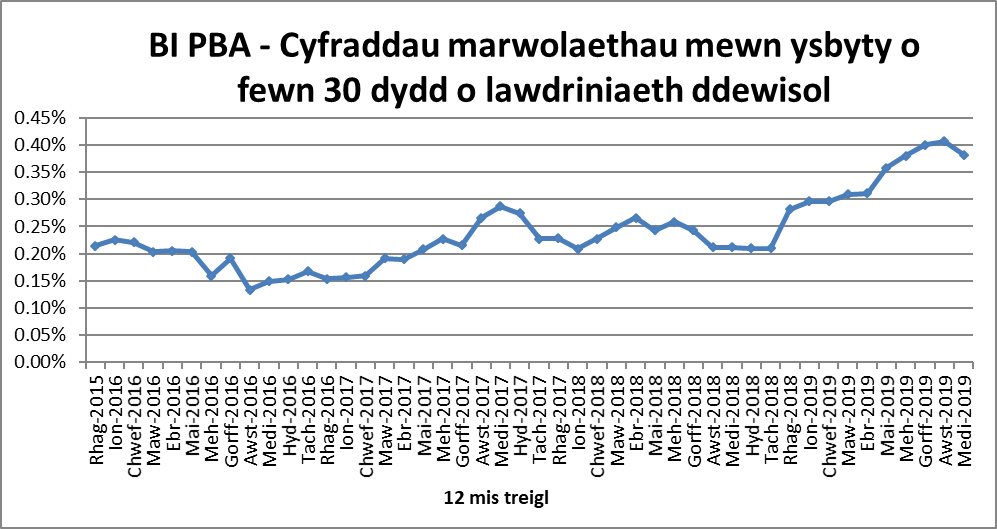 BI PBA - Cyfraddau marwolaethau mewn ysbyty o
fewn 30 dydd o lawdriniaeth ddewisol
0.45%
0.40%
0.35%
0.30%
0.25%
0.20%
0.15%
0.10%
0.05%
0.00%
Rhag-2015
Ion-2016
Chwef-2016
Maw-2016
Ebr-2016
Mai-2016
Meh-2016
Gorff-2016
Awst-2016
Medi-2016
Hyd-2016
Tach-2016
Rhag-2016
Ion-2017
Chwef-2017
Maw-2017
Ebr-2017
Mai-2017
Meh-2017
Gorff-2017
Awst-2017
Medi-2017
Hyd-2017
Tach-2017
Rhag-2017
Ion-2018
Chwef-2018
Maw-2018
Ebr-2018
Mai-2018
Meh-2018
Gorff-2018
Awst-2018
Medi-2018
Hyd-2018
Tach-2018
Rhag-2018
Ion-2019
Chwef-2019
Maw-2019
Ebr-2019
Mai-2019
Meh-2019
Gorff-2019
Awst-2019
Medi-2019
12 mis treigl